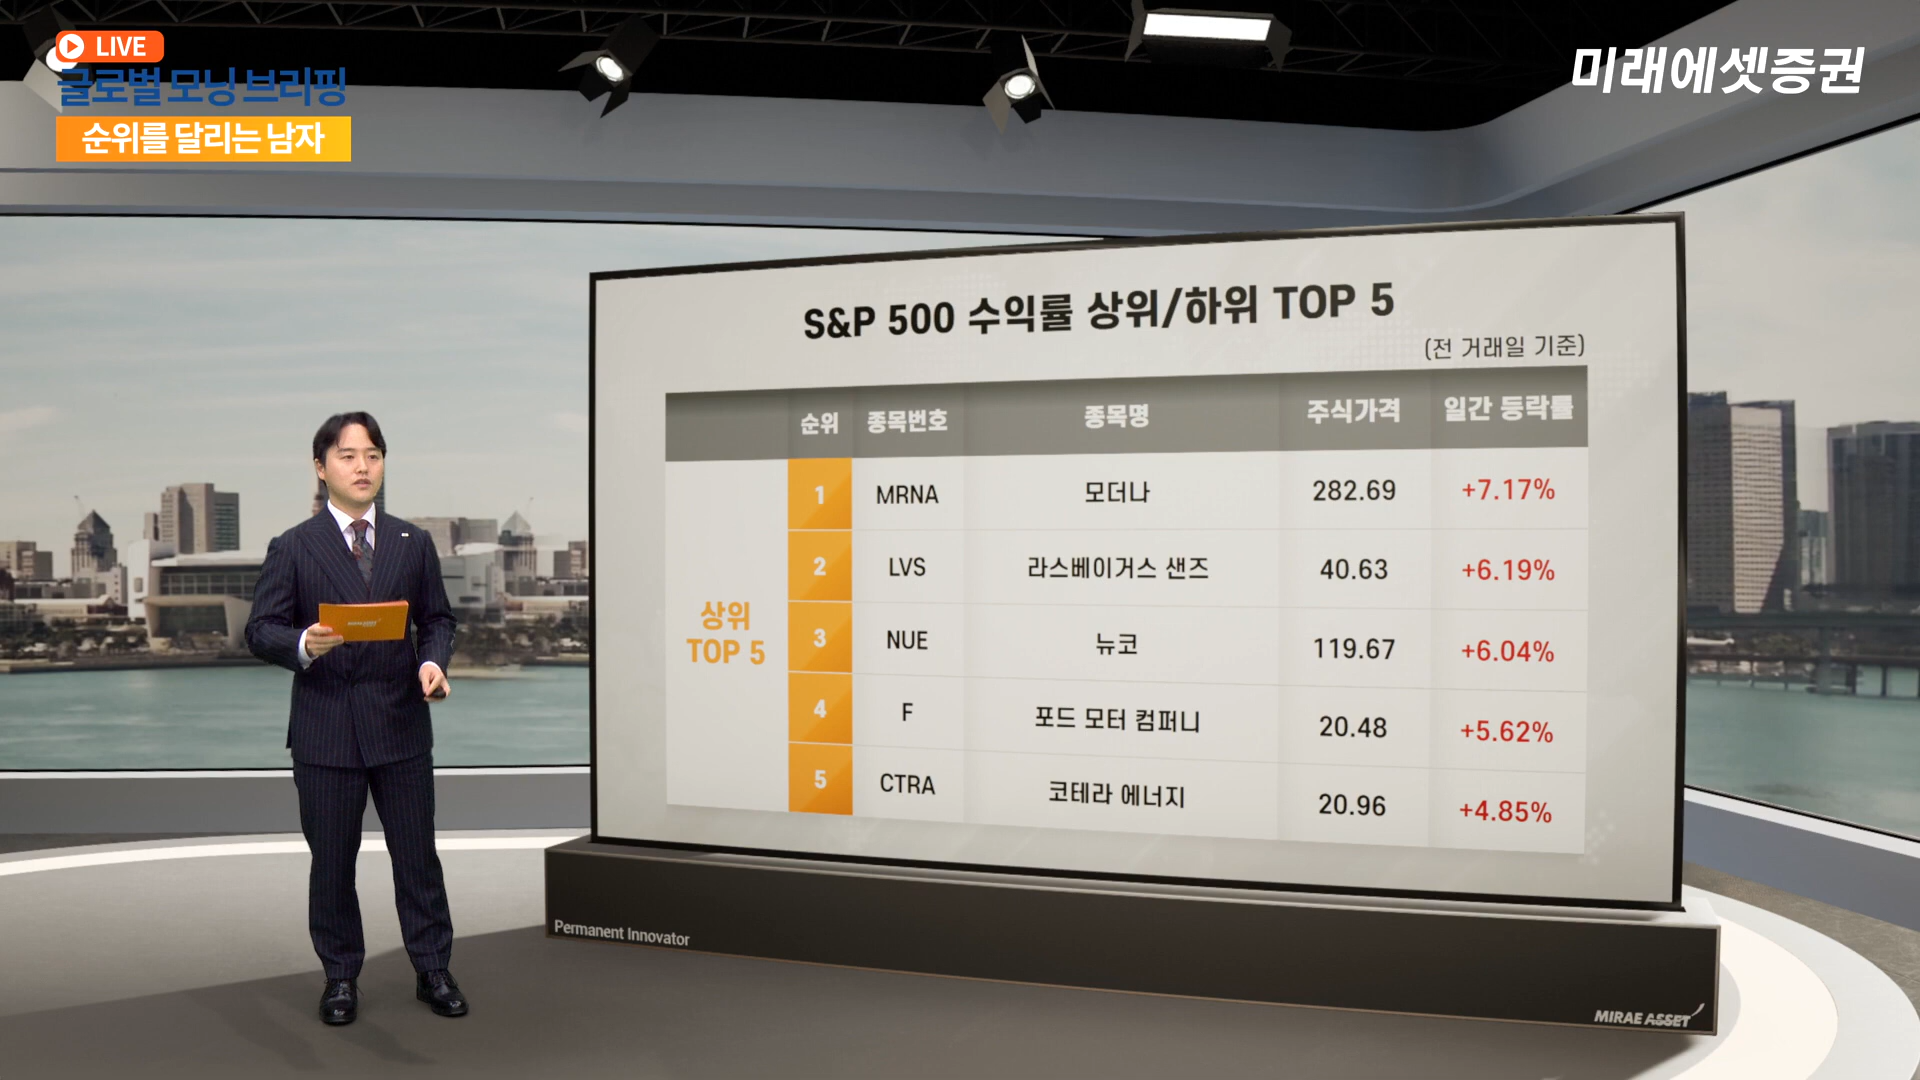 LIVE
글로벌 모닝 브리핑
순위를 달리는 남자
미래에셋증권
S&P 500 수익률 상위/하위 TOP 5
(전 거래일 기준)
순위 종목번호 종목명 주식가격 일간 등락률
상위
TOP 5
1 MRNA 모더나 282.69 +7.17%
2 LVS 라스베이거스 샌즈 40.63 +6.19%
3 NUE 뉴코 119.67 +6.04%
4 F 포드 모터 컴퍼니 20.48 +5.62%
5 CTRA 코테라 에너지 20.96 +4.85%
Permanent Innovator
MIRAE ASSET